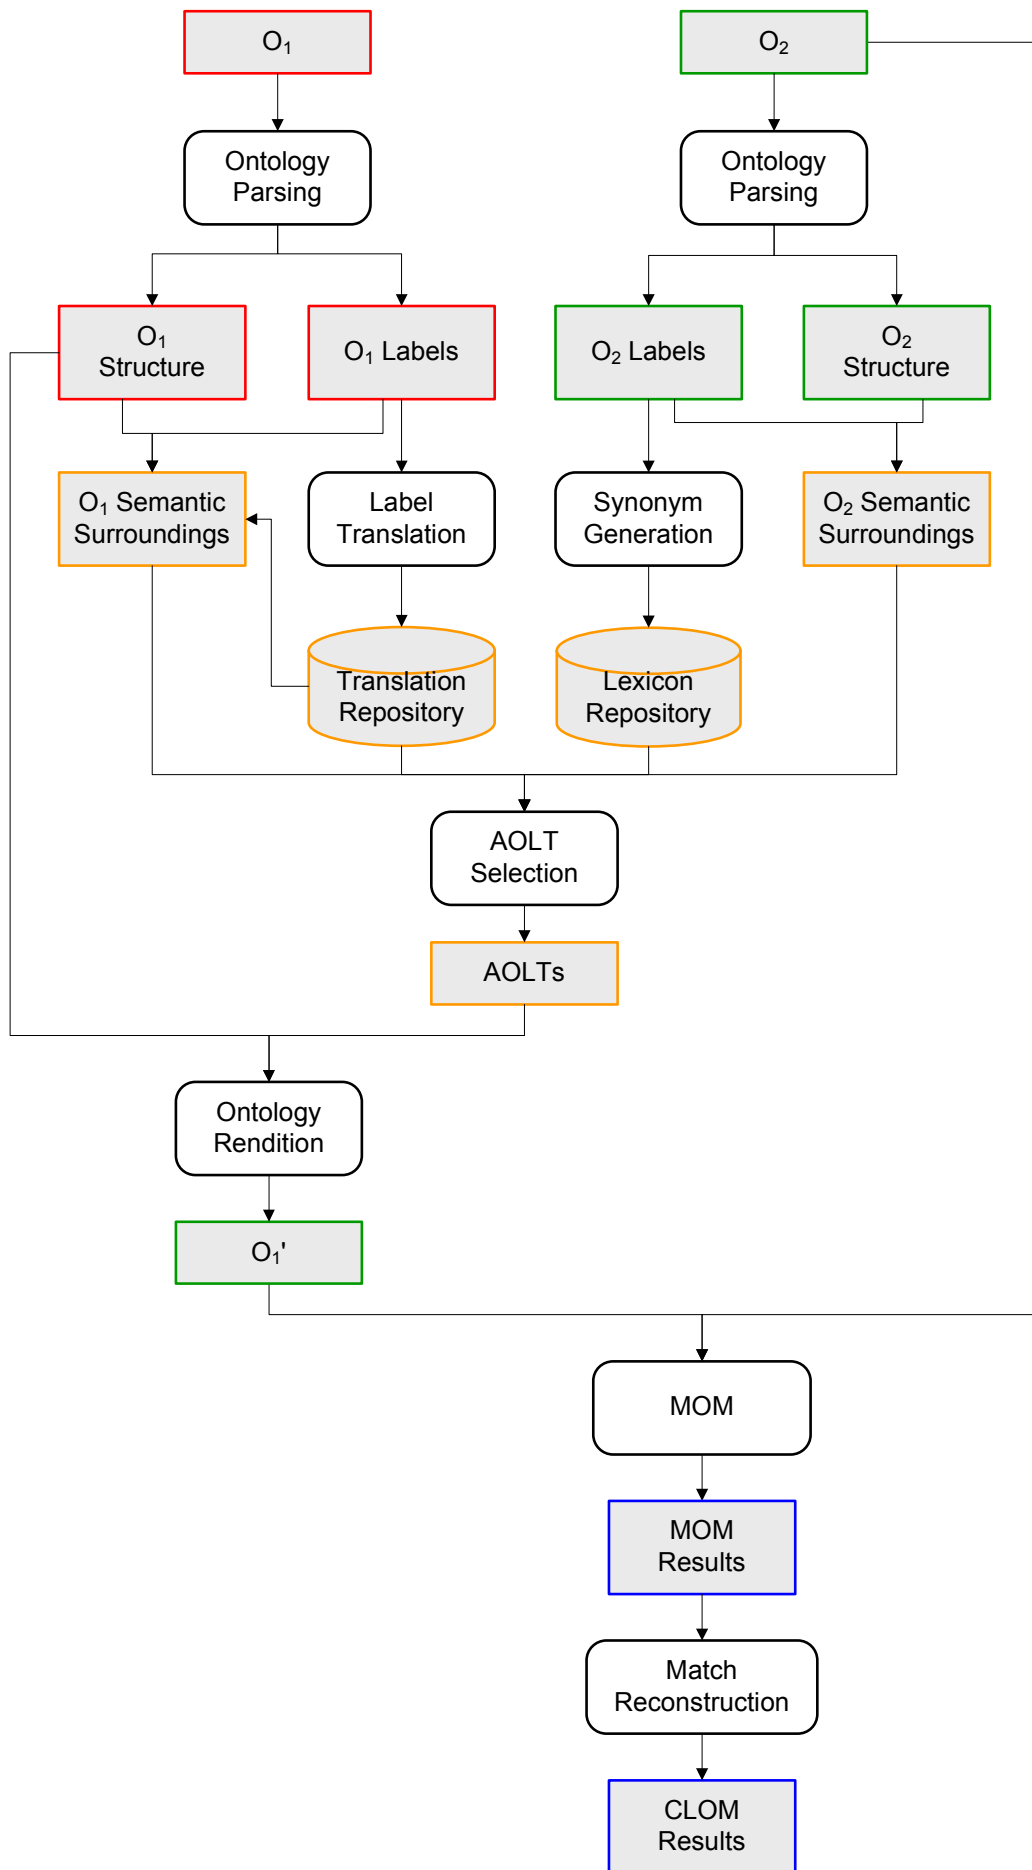 O₁
O₂
Ontology
Parsing
Ontology
Parsing
O₁
Structure
O₁ Labels
O₂ Labels
O₂
Structure
O₁ Semantic
Surroundings
Label
Translation
Synonym
Generation
O₂ Semantic
Surroundings
Translation
Repository
Lexicon
Repository
AOLT
Selection
AOLTs
Ontology
Rendition
O₁'
MOM
MOM
Results
Match
Reconstruction
CLOM
Results